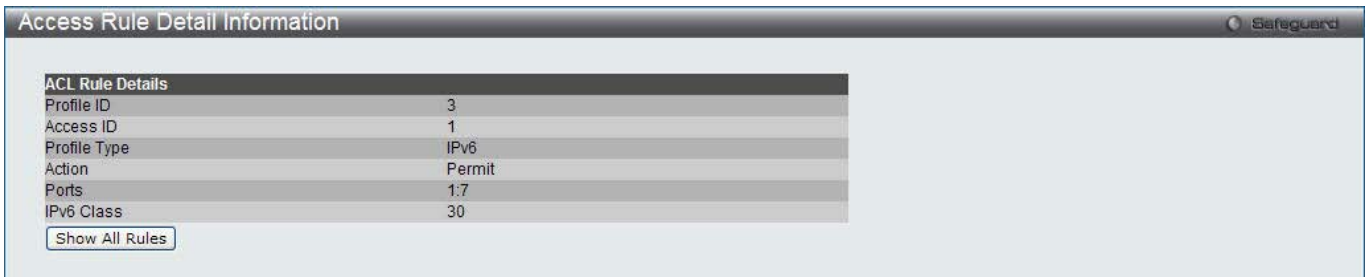 Access Rule Detail Information
Safeguard
ACL Rule Details
Profile ID 3
Access ID 1
Profile Type IPv6
Action Permit
Ports 1:7
IPv6 Class 30
Show All Rules